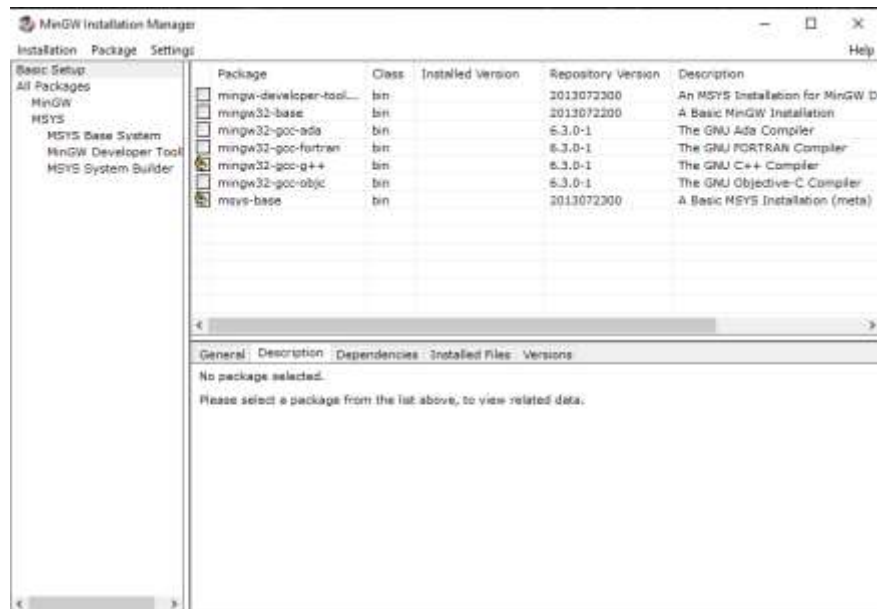 MinGW Installation Manager
Installation Package Settings Help
Basic Setup
All Packages
MinGW
MSYS
MSYS Base System
MinGW Developer Tool
MSYS System Builder
Package Class Installed Version Repository Version Description
mingw-developer-tool... bin 2013072300 An MSYS Installation for MinGW D
mingw32-base bin 2013072200 A Basic MinGW Installation
mingw32-gcc-ada bin 6.3.0-1 The GNU Ada Compiler
mingw32-gcc-fortran bin 6.3.0-1 The GNU FORTRAN Compiler
mingw32-gcc-g++ bin 6.3.0-1 The GNU C++ Compiler
mingw32-gcc-objc bin 6.3.0-1 The GNU Objective-C Compiler
msys-base bin 2013072300 A Basic MSYS Installation (meta)
General Description Dependencies Installed Files Versions
No package selected.
Please select a package from the list above, to view related data.